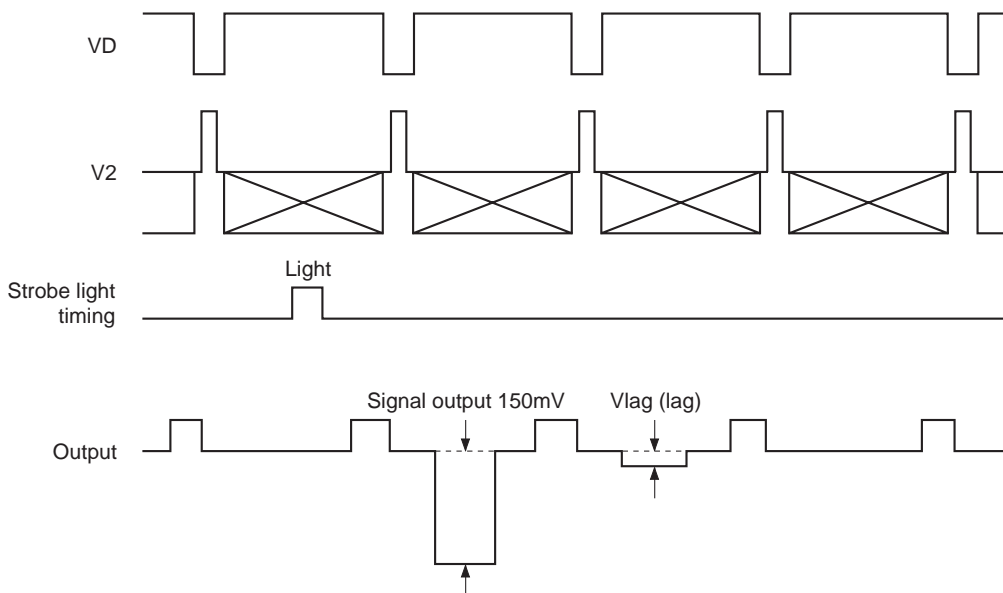 VD
V2
Light
Strobe light
timing
Signal output 150mV
Vlag (lag)
Output